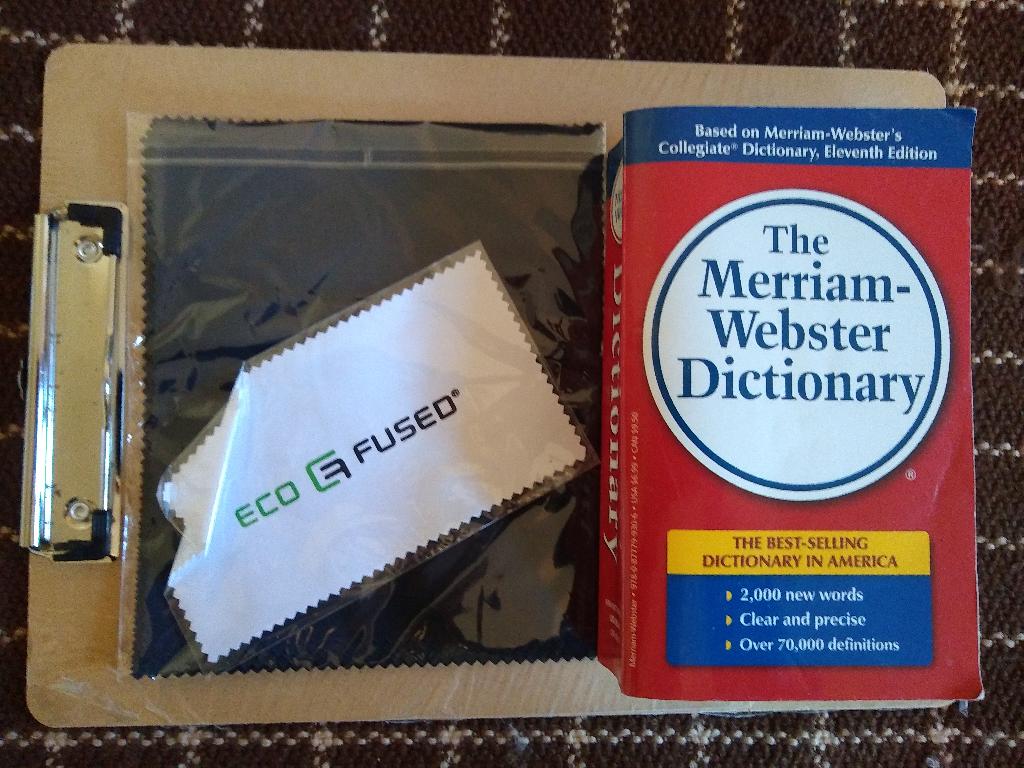 ECO FUSED®
Dictionary
Merriam-Webster • 978-0-87779-930-6 • USA $6.99 • CAN $9.50
Based on Merriam-Webster's
Collegiate® Dictionary, Eleventh Edition
The
Merriam-
Webster
Dictionary
®
THE BEST-SELLING
DICTIONARY IN AMERICA
2,000 new words
Clear and precise
Over 70,000 definitions